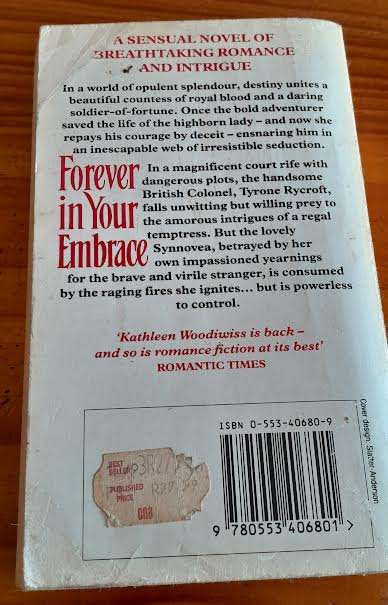 A SENSUAL NOVEL OF
BREATHTAKING ROMANCE
AND INTRIGUE
In a world of opulent splendour, destiny unites a
beautiful countess of royal blood and a daring
soldier-of-fortune. Once the bold adventurer
saved the life of the highborn lady – and now she
repays his courage by deceit – ensnaring him in
an inescapable web of irresistible seduction.
Forever
in Your
Embrace
In a magnificent court rife with
dangerous plots, the handsome
British Colonel, Tyrone Rycroft,
falls unwitting but willing prey to
the amorous intrigues of a regal
temptress. But the lovely
Synnovea, betrayed by her
own impassioned yearnings
for the brave and virile stranger, is consumed
by the raging fires she ignites... but is powerless
to control.
'Kathleen Woodiwiss is back –
and so is romance fiction at its best'
ROMANTIC TIMES
Cover design: Slatter Anderson
ISBN 0-553-40680-9
9 780553 406801 >
BEST
SELLER
PUBLISHED
PRICE
CNA